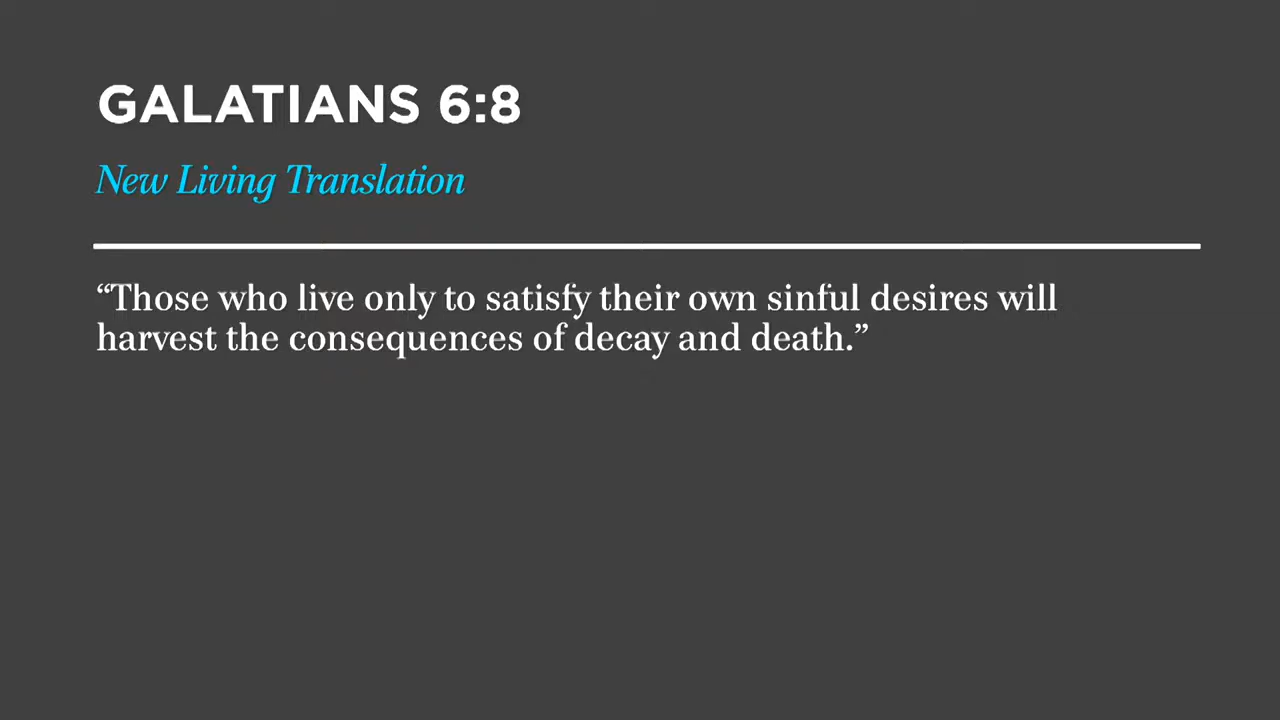 GALATIANS 6:8
New Living Translation
“Those who live only to satisfy their own sinful desires will
harvest the consequences of decay and death.”